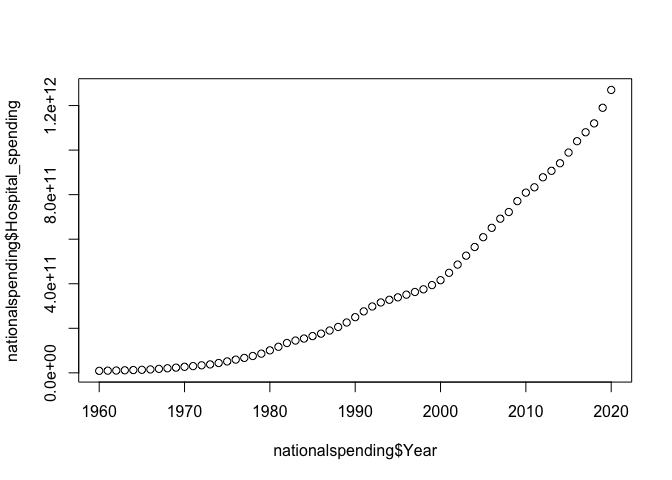 nationalspending$Hospital_spending
1.2e+12
8.0e+11
4.0e+11
0.0e+00
1960 1970 1980 1990 2000 2010 2020
nationalspending$Year